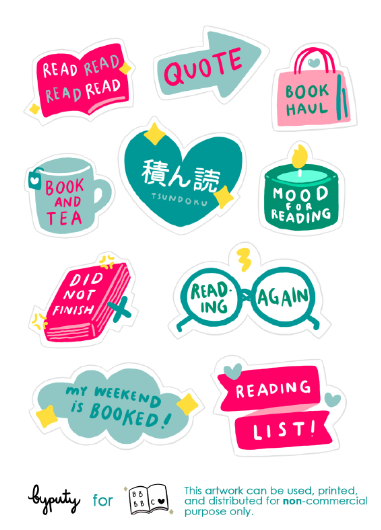 READ READ
READ READ
QUOTE
BOOK
HAUL
BOOK
AND
TEA
積ん読
TSUNDOKU
MOOD
FOR
READING
DID
NOT
FINISH
READ-
ING
AGAIN
MY WEEKEND
iS BOOKED!
READING
LIST!
byputy for
BB
BBC
This artwork can be used, printed,
and distributed for non-commercial
purpose only.